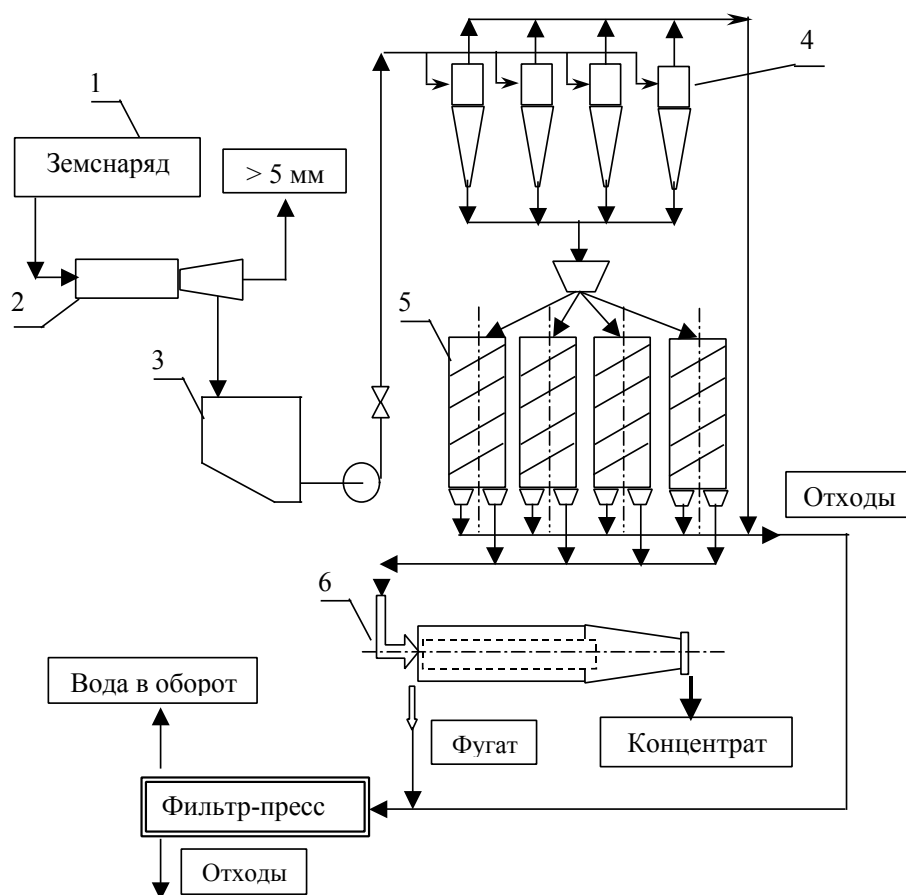 4
1
Земснаряд
> 5 мм
2
5
3
Отходы
6
Вода в оборот
Фугат
Концентрат
Фильтр-пресс
Отходы